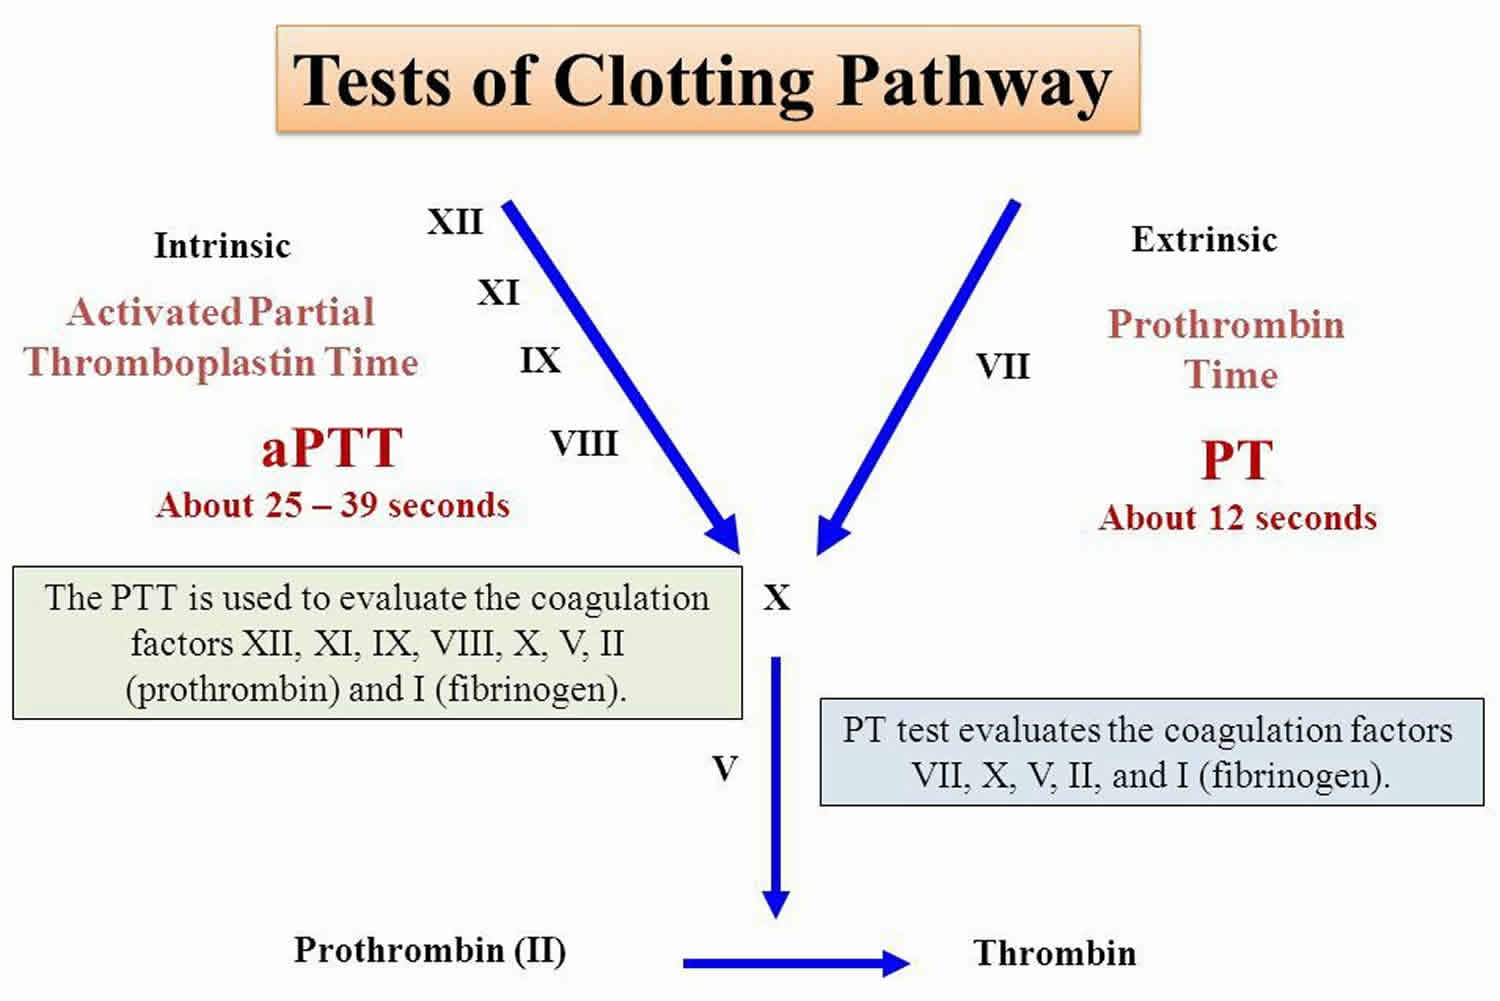 Tests of Clotting Pathway
Intrinsic
Activated Partial
Thromboplastin Time
aPTT
About 25 – 39 seconds
XII
XI
IX
VIII
VII
Extrinsic
Prothrombin
Time
PT
About 12 seconds
The PTT is used to evaluate the coagulation
factors XII, XI, IX, VIII, X, V, II
(prothrombin) and I (fibrinogen).
X
PT test evaluates the coagulation factors
VII, X, V, II, and I (fibrinogen).
V
Prothrombin (II)
Thrombin